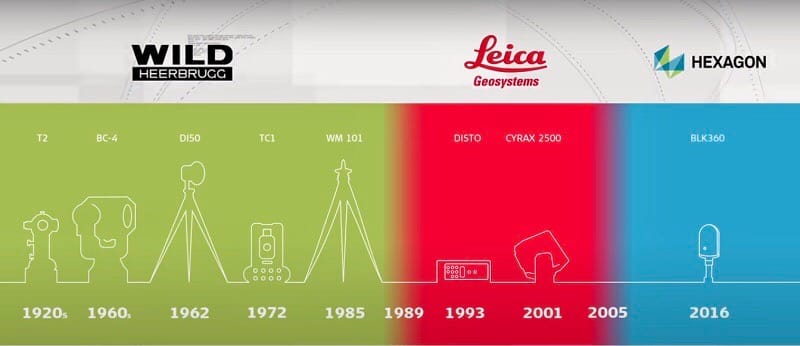 WILD
HEERBRUGG
Leica
Geosystems
HEXAGON
T2 BC-4 DI50 TC1 WM 101 DISTO CYRAX 2500 BLK360
1920s 1960s 1962 1972 1985 1989 1993 2001 2005 2016